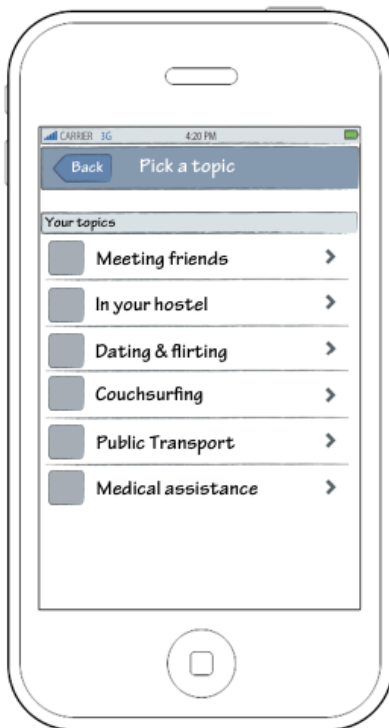 CARRIER 3G 4:20 PM
Back Pick a topic
Your topics
Meeting friends
In your hostel
Dating & flirting
Couchsurfing
Public Transport
Medical assistance